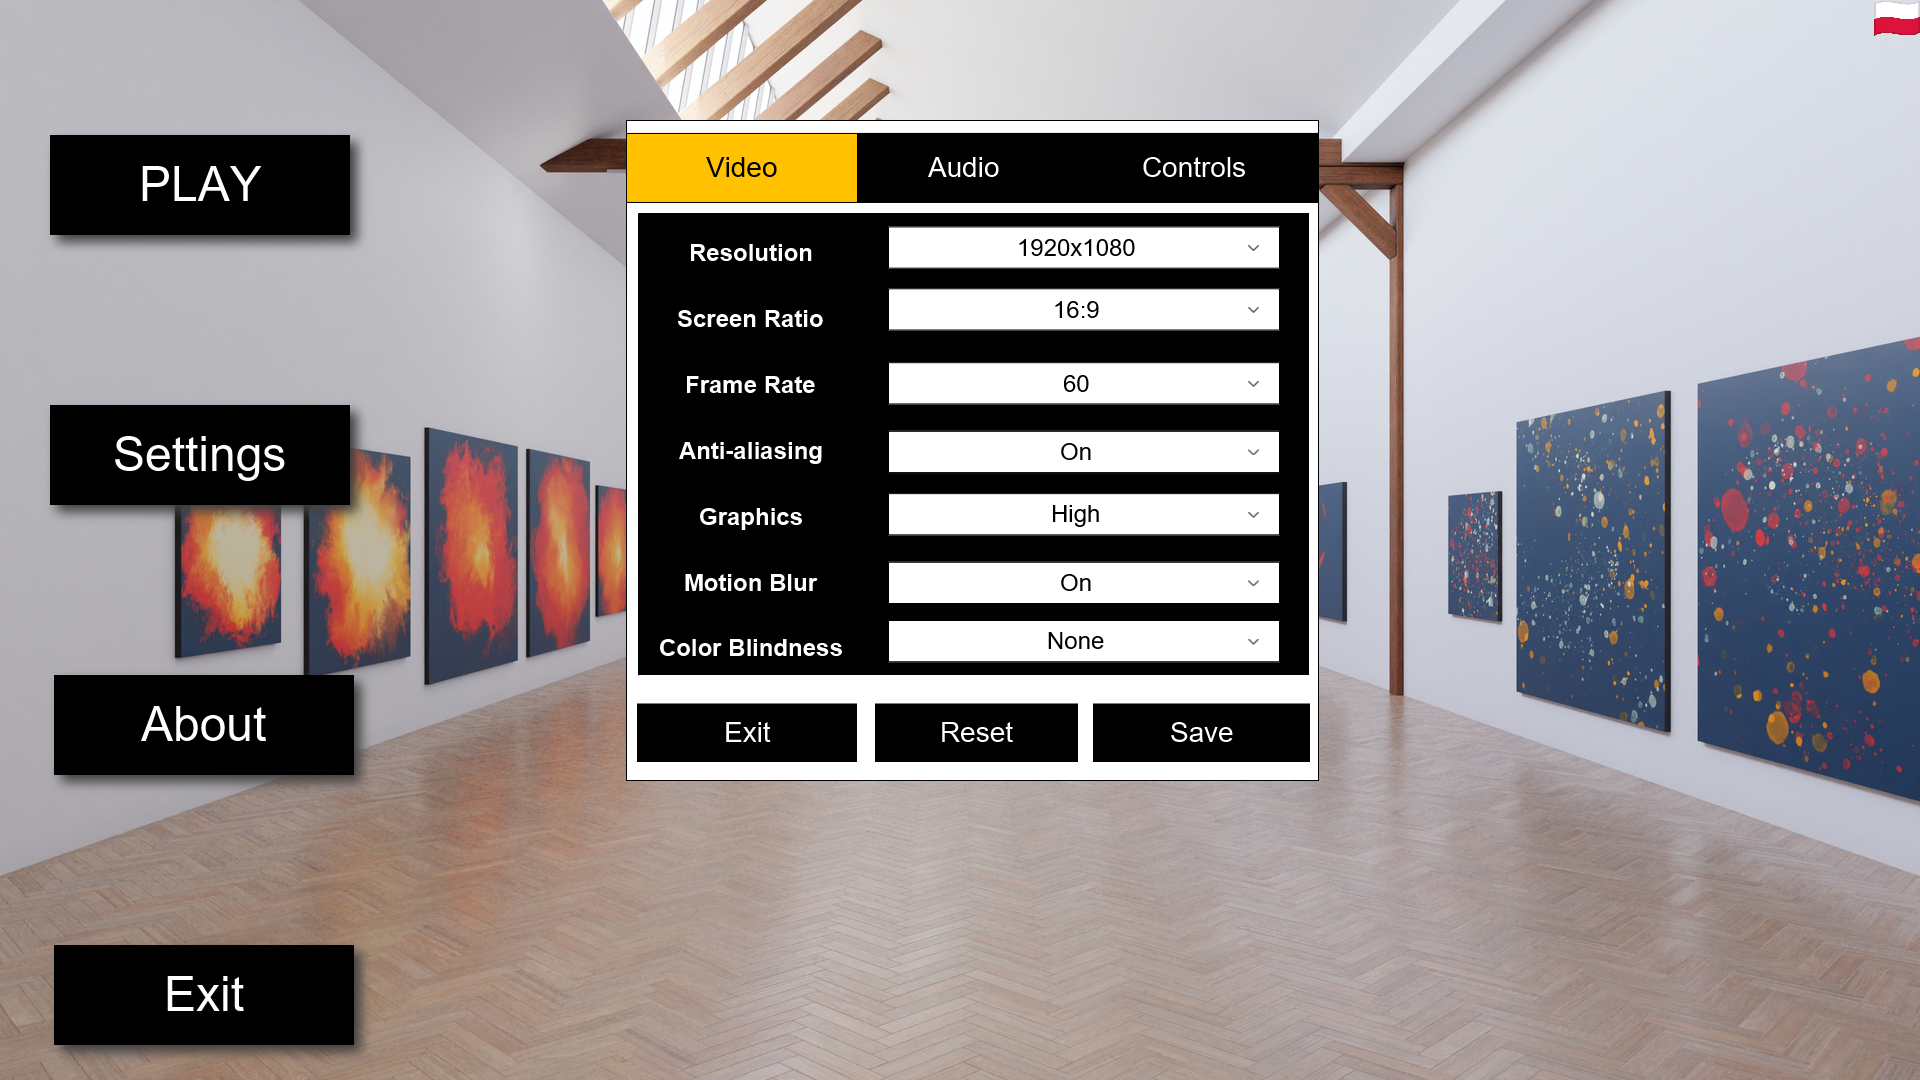 PLAY
Settings
About
Exit
Video Audio Controls
Resolution 1920x1080
Screen Ratio 16:9
Frame Rate 60
Anti-aliasing On
Graphics High
Motion Blur On
Color Blindness None
Exit Reset Save